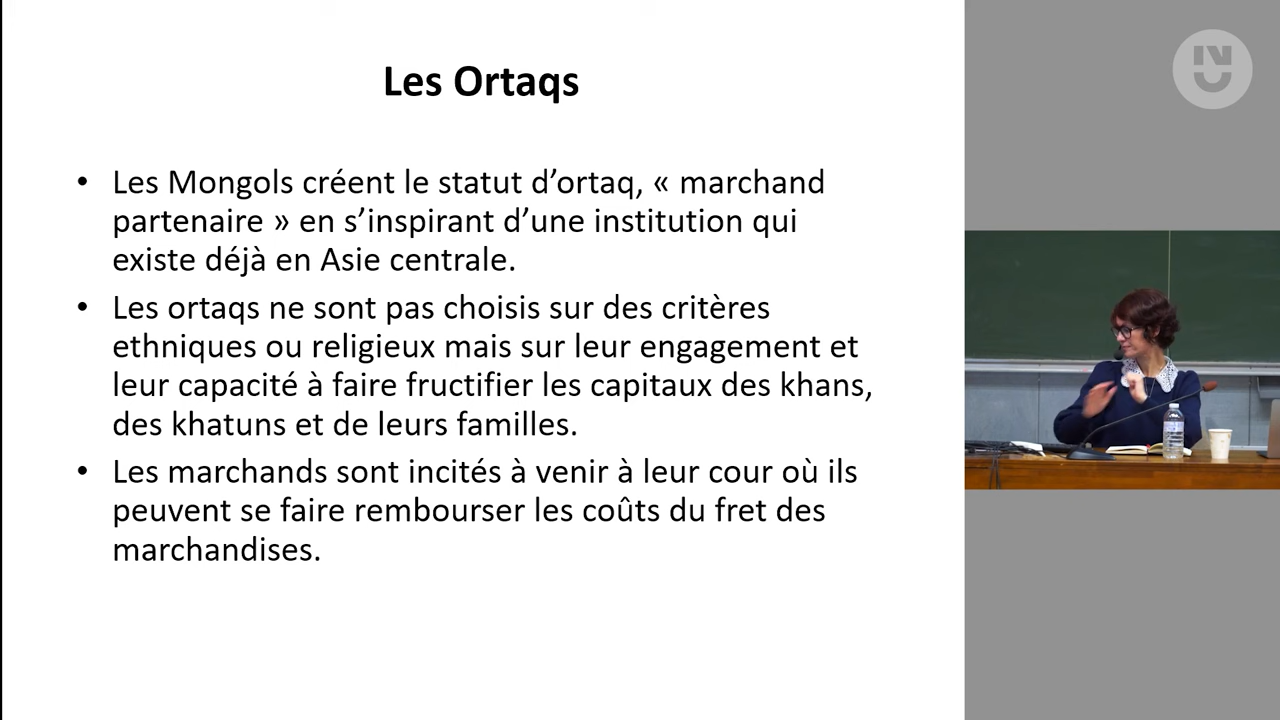 Les Ortaqs
• Les Mongols créent le statut d’ortaq, « marchand
partenaire » en s’inspirant d’une institution qui
existe déjà en Asie centrale.
• Les ortaqs ne sont pas choisis sur des critères
ethniques ou religieux mais sur leur engagement et
leur capacité à faire fructifier les capitaux des khans,
des khatuns et de leurs familles.
• Les marchands sont incités à venir à leur cour où ils
peuvent se faire rembourser les coûts du fret des
marchandises.